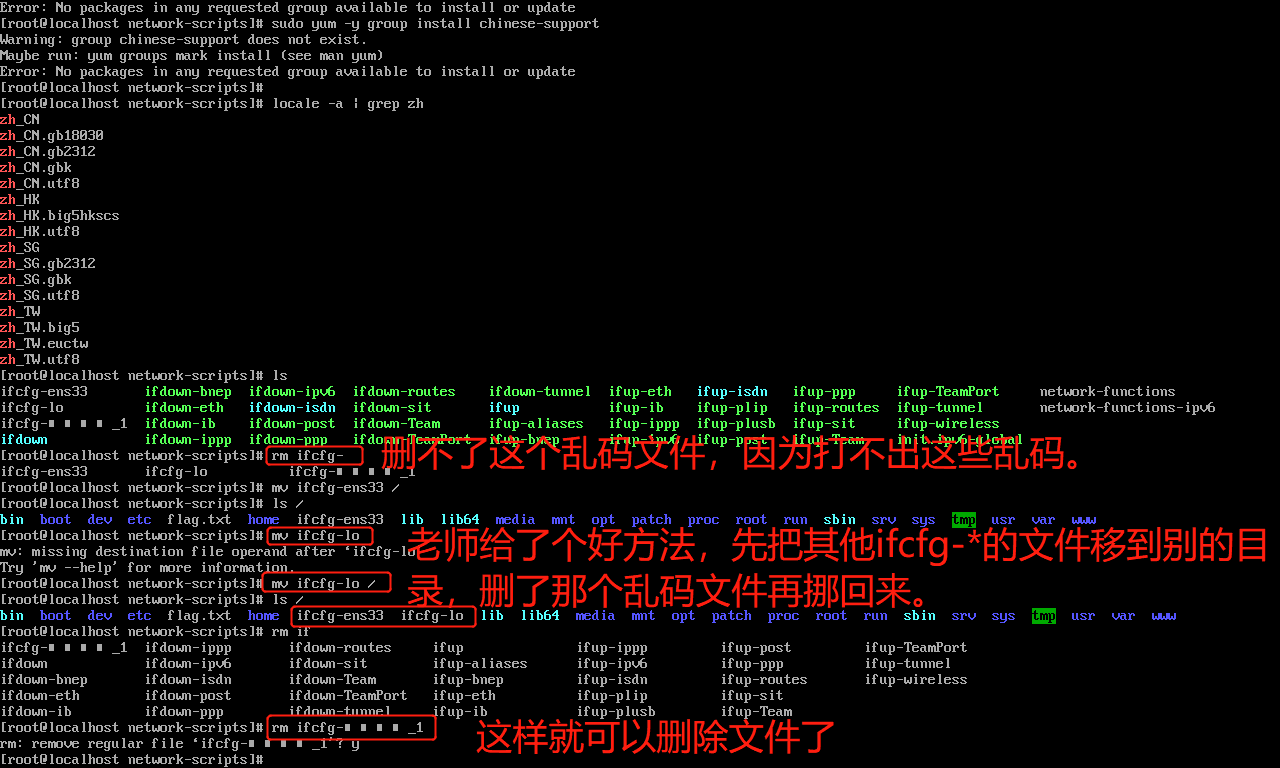 Error: No packages in any requested group available to install or update
[root@localhost network-scripts]# sudo yum -y group install chinese-support
Warning: group chinese-support does not exist.
Maybe run: yum groups mark install (see man yum)
Error: No packages in any requested group available to install or update
[root@localhost network-scripts]#
[root@localhost network-scripts]# locale -a | grep zh
zh_CN
zh_CN.gb18030
zh_CN.gb2312
zh_CN.gbk
zh_CN.utf8
zh_HK
zh_HK.big5hkscs
zh_HK.utf8
zh_SG
zh_SG.gb2312
zh_SG.gbk
zh_SG.utf8
zh_TW
zh_TW.big5
zh_TW.euctw
zh_TW.utf8
[root@localhost network-scripts]# ls
ifcfg-ens33 ifdown-bnep ifdown-ipv6 ifdown-routes ifdown-tunnel ifup-eth ifup-isdn ifup-ppp ifup-TeamPort network-functions
ifcfg-lo ifdown-eth ifdown-isdn ifdown-sit ifup ifup-ib ifup-plip ifup-routes ifup-tunnel network-functions-ipv6
ifcfg-■ ■ ■ ■ _1 ifdown-ib ifdown-post ifdown-Team ifup-aliases ifup-ippp ifup-plusb ifup-sit ifup-wireless
ifdown ifdown-ippp ifdown-ppp ifdown-TeamPort ifup-bnep ifup-ipv6 ifup-post ifup-Team init.ipv6-global
[root@localhost network-scripts]# rm ifcfg-
删不了这个乱码文件，因为打不出这些乱码。
ifcfg-ens33 ifcfg-lo ifcfg-■ ■ ■ ■ _1
[root@localhost network-scripts]# mv ifcfg-ens33 /
[root@localhost network-scripts]# ls /
bin boot dev etc flag.txt home ifcfg-ens33 lib lib64 media mnt opt patch proc root run sbin srv sys tmp usr var www
[root@localhost network-scripts]# mv ifcfg-lo
老师给了个好方法，先把其他ifcfg-*的文件移到别的目
mv: missing destination file operand after ‘ifcfg-lo
Try 'mv --help' for more information.
[root@localhost network-scripts]# mv ifcfg-lo /
录，删了那个乱码文件再挪回来。
[root@localhost network-scripts]# ls /
bin boot dev etc flag.txt home ifcfg-ens33 ifcfg-lo lib lib64 media mnt opt patch proc root run sbin srv sys tmp usr var www
[root@localhost network-scripts]# rm if
ifcfg-■ ■ ■ ■ _1 ifdown-ippp ifdown-routes ifup ifup-ippp ifup-post ifup-TeamPort
ifdown ifdown-ipv6 ifdown-sit ifup-aliases ifup-ipv6 ifup-ppp ifup-tunnel
ifdown-bnep ifdown-isdn ifdown-Team ifup-bnep ifup-isdn ifup-routes ifup-wireless
ifdown-eth ifdown-post ifdown-TeamPort ifup-eth ifup-plip ifup-sit
ifdown-ib ifdown-ppp ifdown-tunnel ifup-ib ifup-plusb ifup-Team
[root@localhost network-scripts]# rm ifcfg-■ ■ ■ ■ _1
这样就可以删除文件了
rm: remove regular file ‘ifcfg-■ ■ ■ ■ _1’? y
[root@localhost network-scripts]#